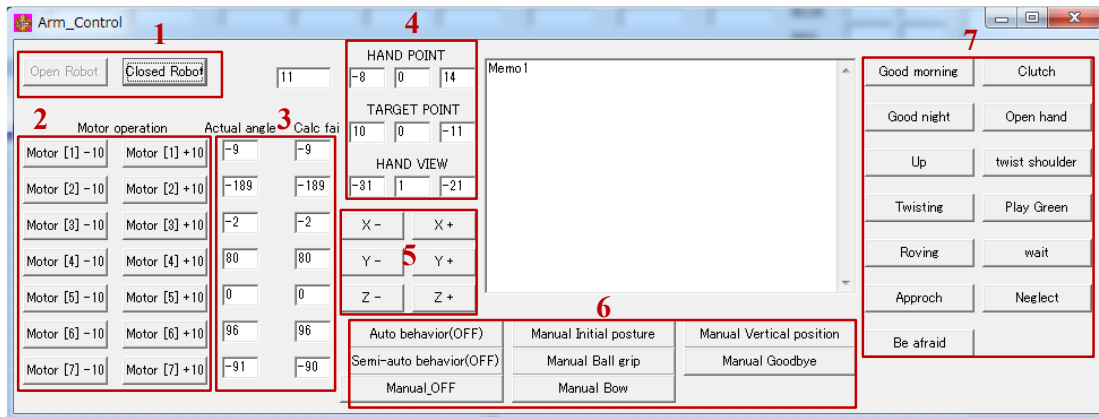 Arm_Control
1
4
7
Open Robot Closed Robot
11
HAND POINT
-8 0 14
TARGET POINT
10 0 -11
HAND VIEW
-31 1 -21
Memo1
2
3
Motor operation Actual angle Calc fai
Motor [1] -10 Motor [1] +10 -9 -9
Motor [2] -10 Motor [2] +10 -189 -189
Motor [3] -10 Motor [3] +10 -2 -2
Motor [4] -10 Motor [4] +10 80 80
Motor [5] -10 Motor [5] +10 0 0
Motor [6] -10 Motor [6] +10 96 96
Motor [7] -10 Motor [7] +10 -91 -90
X - X +
5
Y - Y +
Z - Z +
6
Auto behavior(OFF) Manual Initial posture Manual Vertical position
Semi-auto behavior(OFF) Manual Ball grip Manual Goodbye
Manual_OFF Manual Bow
Good morning Clutch
Good night Open hand
Up twist shoulder
Twisting Play Green
Roving wait
Approch Neglect
Be afraid